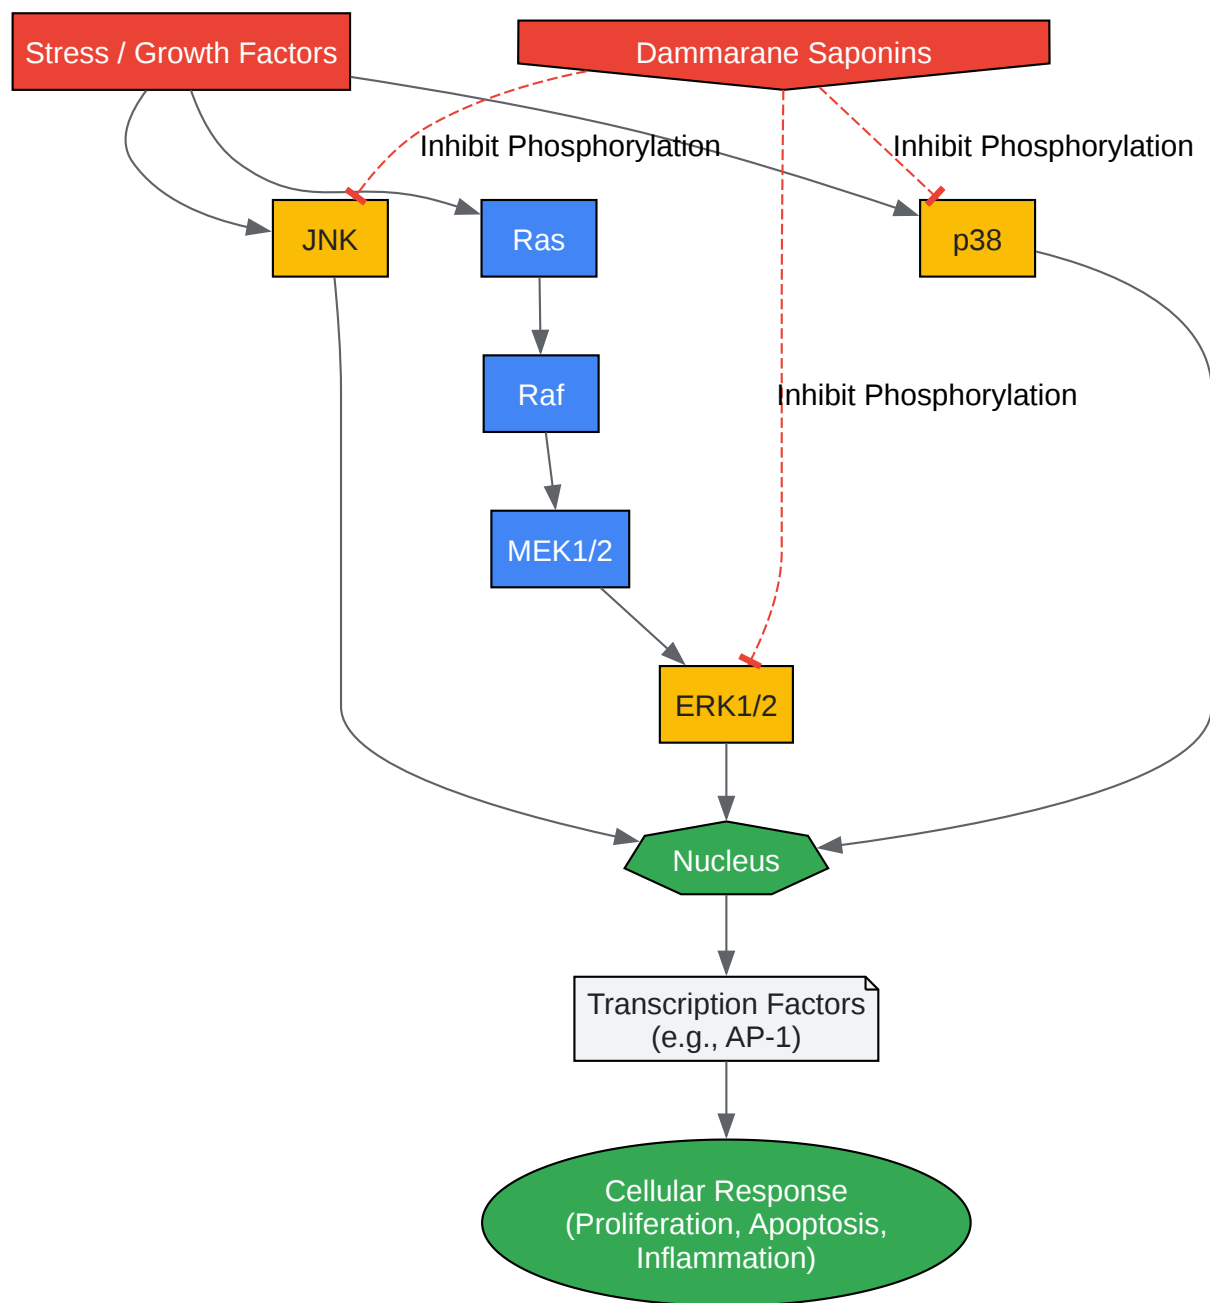 Stress / Growth Factors
Dammarane Saponins
Inhibit Phosphorylation
Inhibit Phosphorylation
JNK
Ras
p38
Raf
Inhibit Phosphorylation
MEK1/2
ERK1/2
Nucleus
Transcription Factors
(e.g., AP-1)
Cellular Response
(Proliferation, Apoptosis,
Inflammation)